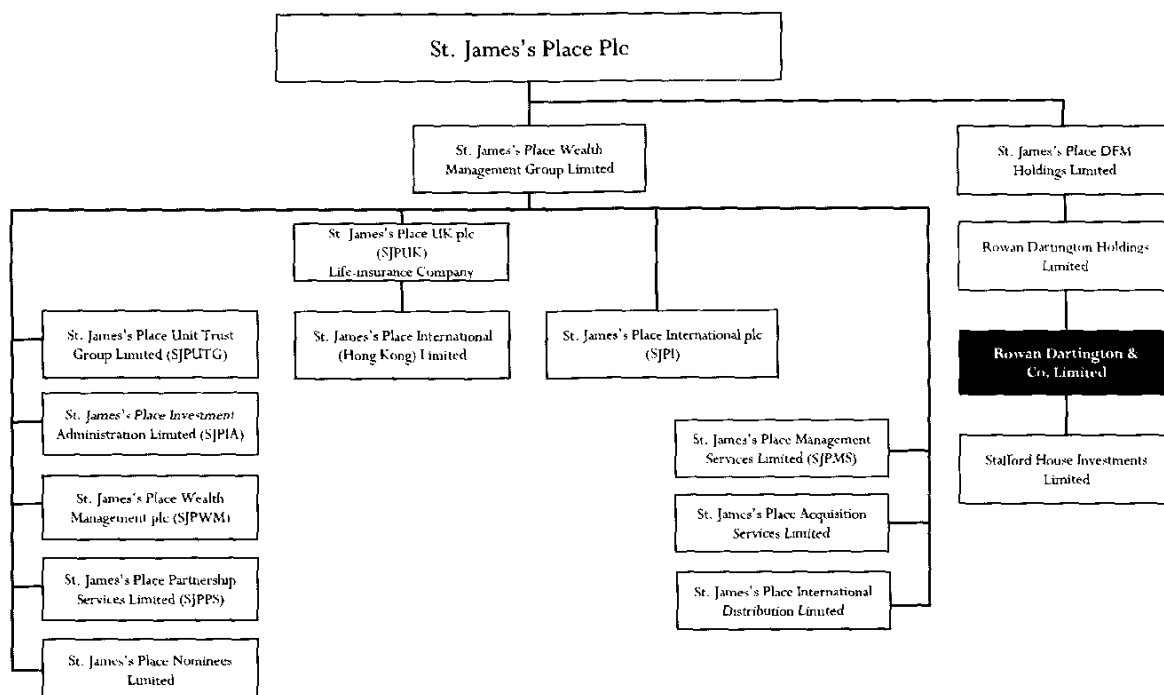 St. James's Place Plc
St. James's Place Wealth
Management Group Limited
St. James's Place DFM
Holdings Limited
St. James's Place UK plc
(SJPUK)
Life-insurance Company
Rowan Dartington Holdings
Limited
St. James's Place Unit Trust
Group Limited (SJPUTG)
St. James's Place International
(Hong Kong) Limited
St. James's Place International plc
(SJPI)
Rowan Dartington &
Co, Limited
St. James's Place Investment
Administration Limited (SJPIA)
St. James's Place Management
Services Limited (SJPMS)
Stafford House Investments
Limited
St. James's Place Wealth
Management plc (SJPWM)
St. James's Place Acquisition
Services Limited
St. James's Place Partnership
Services Limited (SJPPS)
St. James's Place International
Distribution Limited
St. James's Place Nominees
Limited